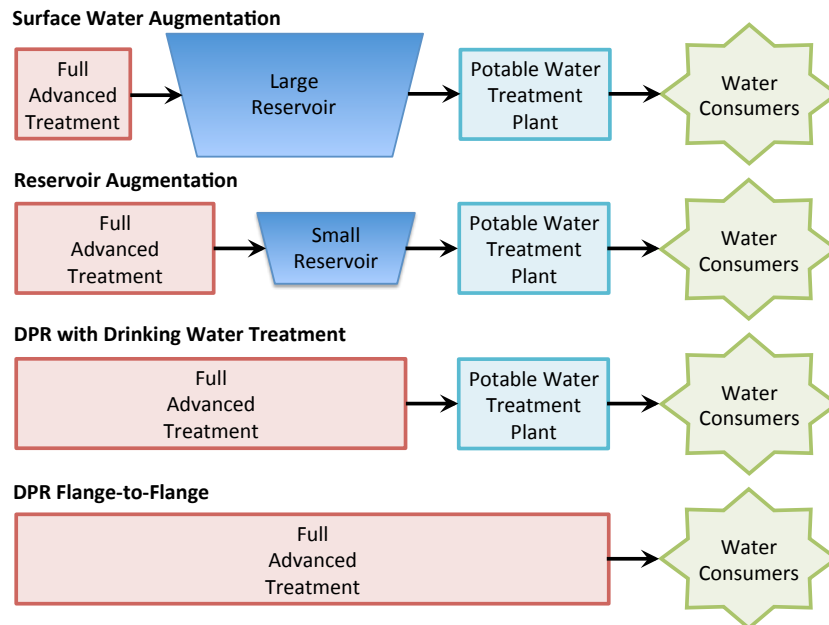 Surface Water Augmentation
Full
Advanced
Treatment
Large
Reservoir
Potable Water
Treatment
Plant
Water
Consumers
Reservoir Augmentation
Full
Advanced
Treatment
Small
Reservoir
Potable Water
Treatment
Plant
Water
Consumers
DPR with Drinking Water Treatment
Full
Advanced
Treatment
Potable Water
Treatment
Plant
Water
Consumers
DPR Flange-to-Flange
Full
Advanced
Treatment
Water
Consumers